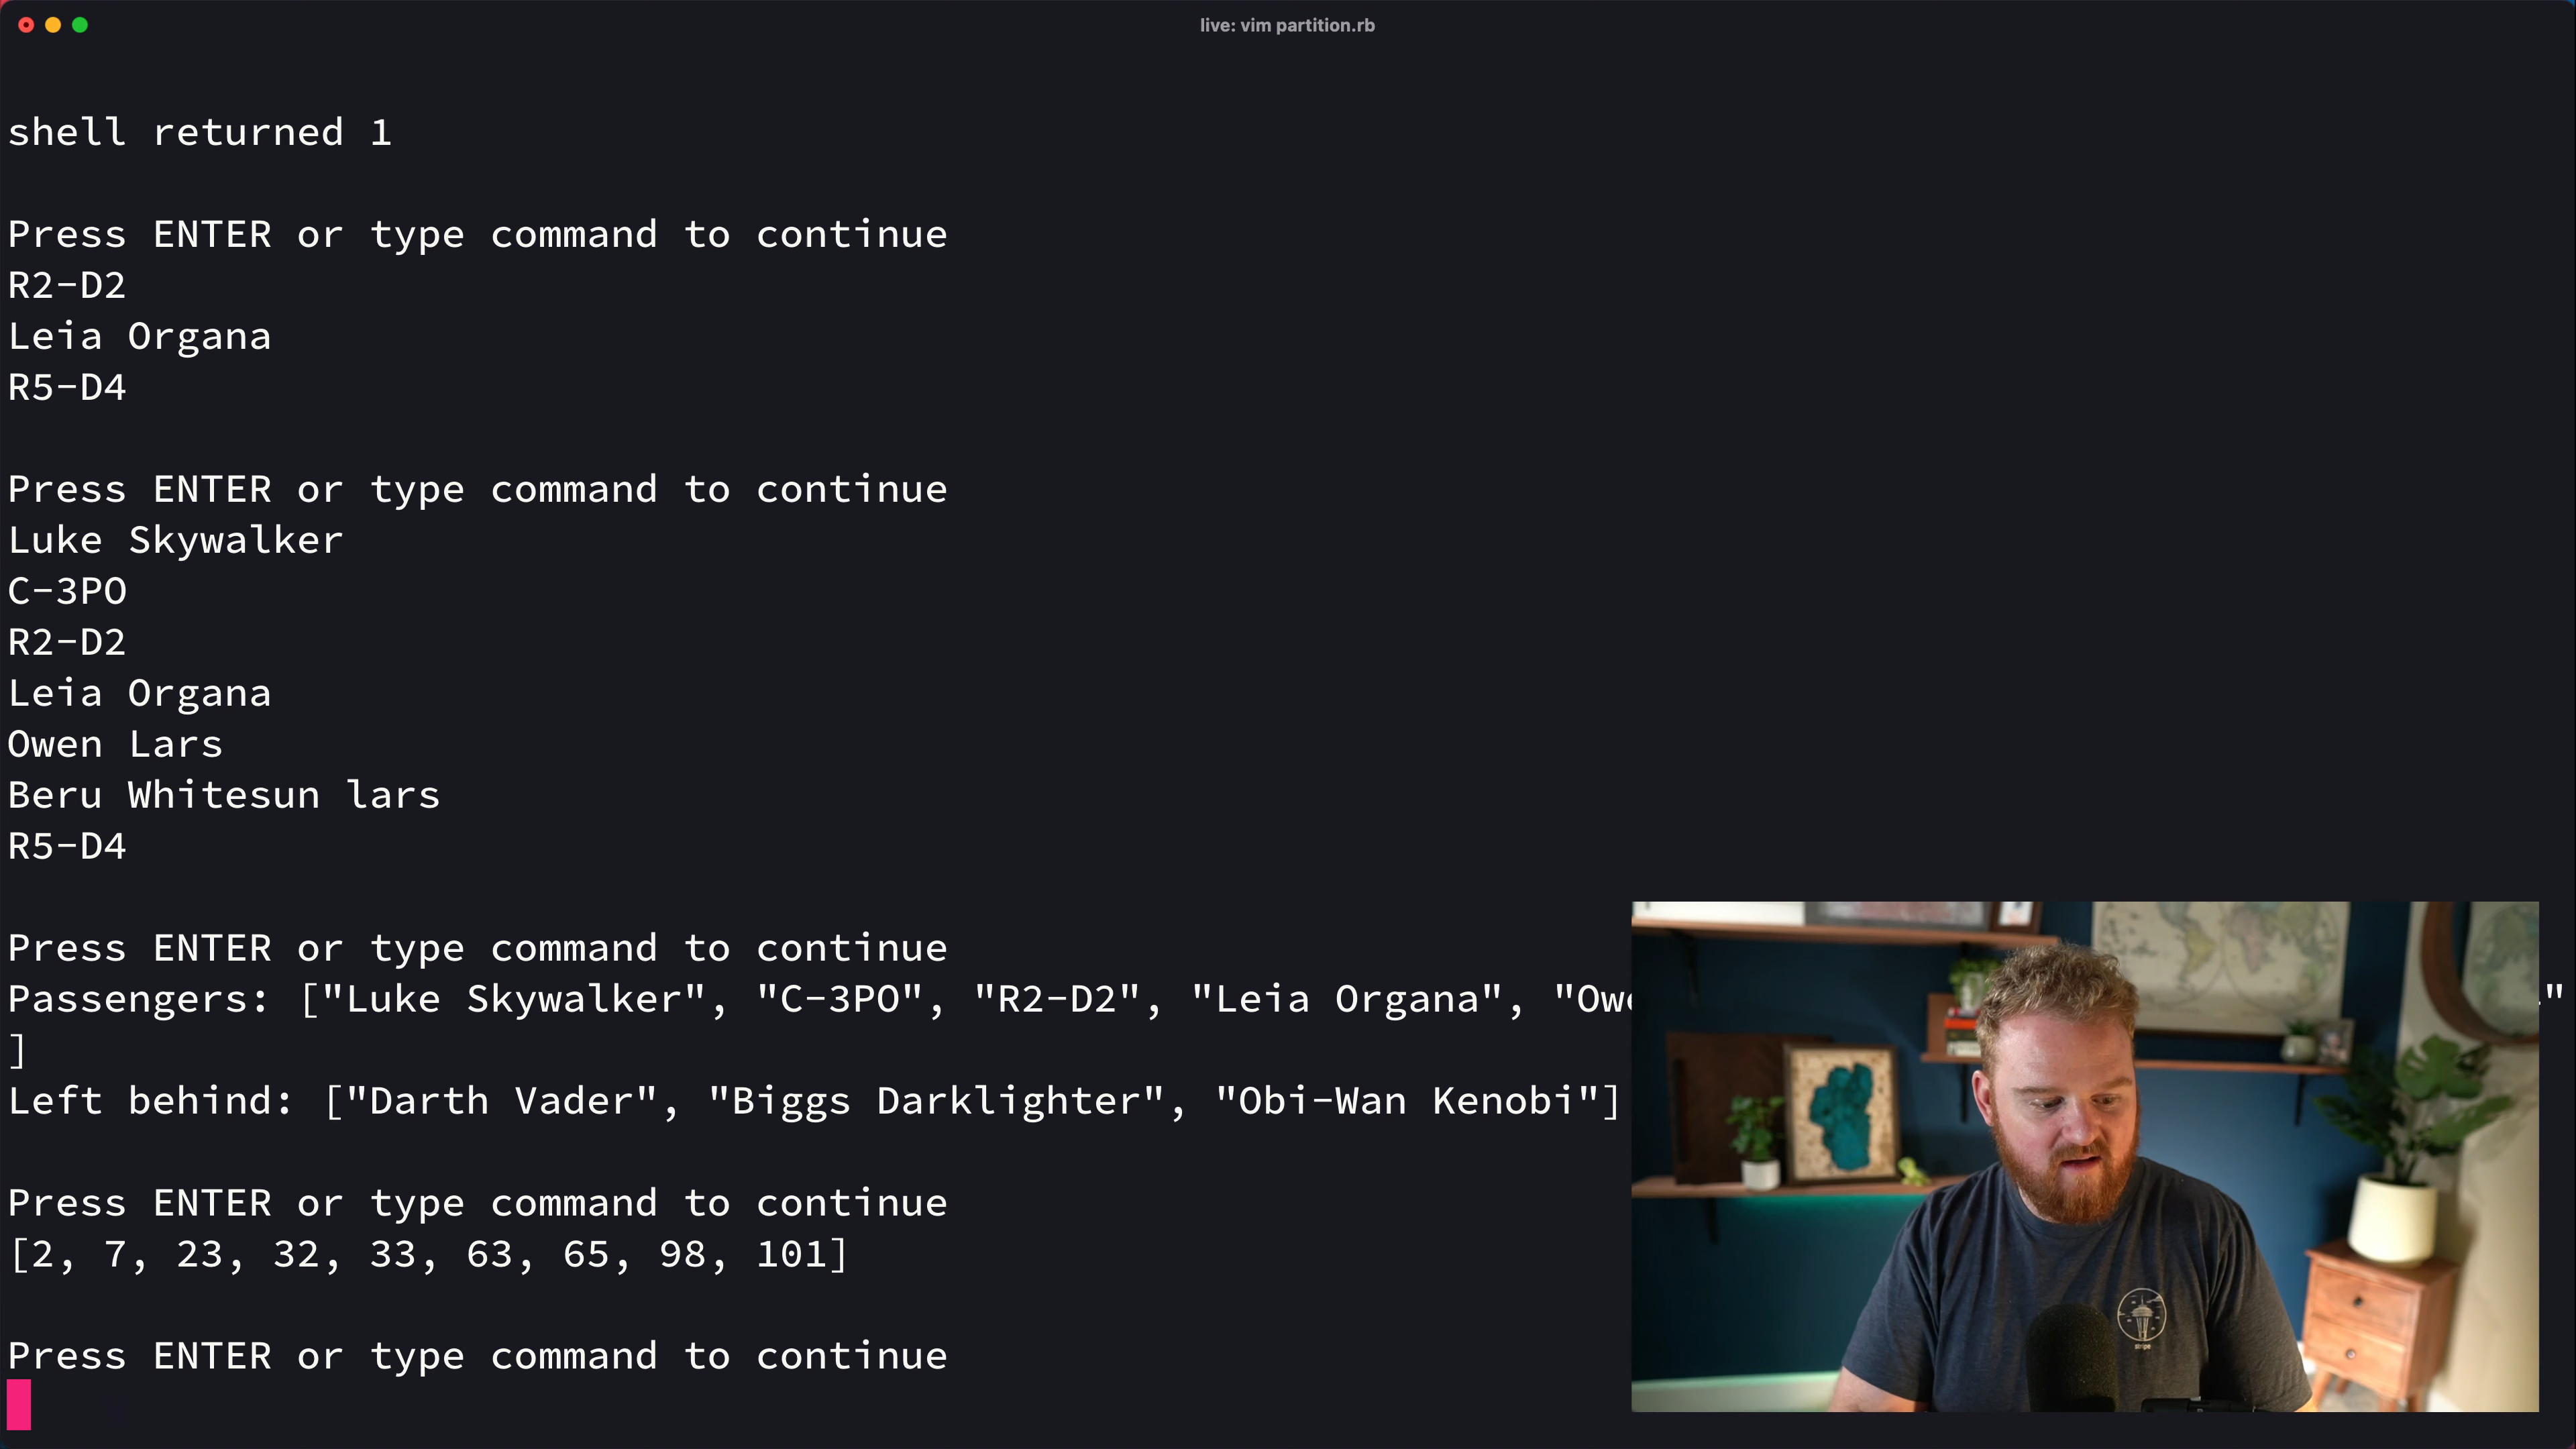 live: vim partition.rb
shell returned 1
Press ENTER or type command to continue
R2-D2
Leia Organa
R5-D4
Press ENTER or type command to continue
Luke Skywalker
C-3PO
R2-D2
Leia Organa
Owen Lars
Beru Whitesun lars
R5-D4
Press ENTER or type command to continue
Passengers: ["Luke Skywalker", "C-3PO", "R2-D2", "Leia Organa", "
]
Left behind: ["Darth Vader", "Biggs Darklighter", "Obi-Wan Kenobi"]
Press ENTER or type command to continue
[2, 7, 23, 32, 33, 63, 65, 98, 101]
Press ENTER or type command to continue
stripe